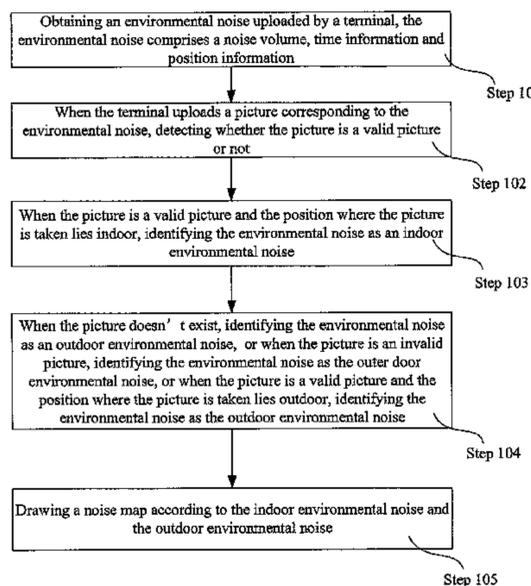 Obtaining an environmental noise uploaded by a terminal, the
environmental noise comprises a noise volume, time information and
position information
Step 10
When the terminal uploads a picture corresponding to the
environmental noise, detecting whether the picture is a valid picture
or not
Step 102
When the picture is a valid picture and the position where the picture
is taken lies indoor, identifying the environmental noise as an indoor
environmental noise
Step 103
When the picture doesn't exist, identifying the environmental noise
as an outdoor environmental noise, or when the picture is an invalid
picture, identifying the environmental noise as the outer door
environmental noise, or when the picture is a valid picture and the
position where the picture is taken lies outdoor, identifying the
environmental noise as the outdoor environmental noise
Step 104
Drawing a noise map according to the indoor environmental noise and
the outdoor environmental noise
Step 105